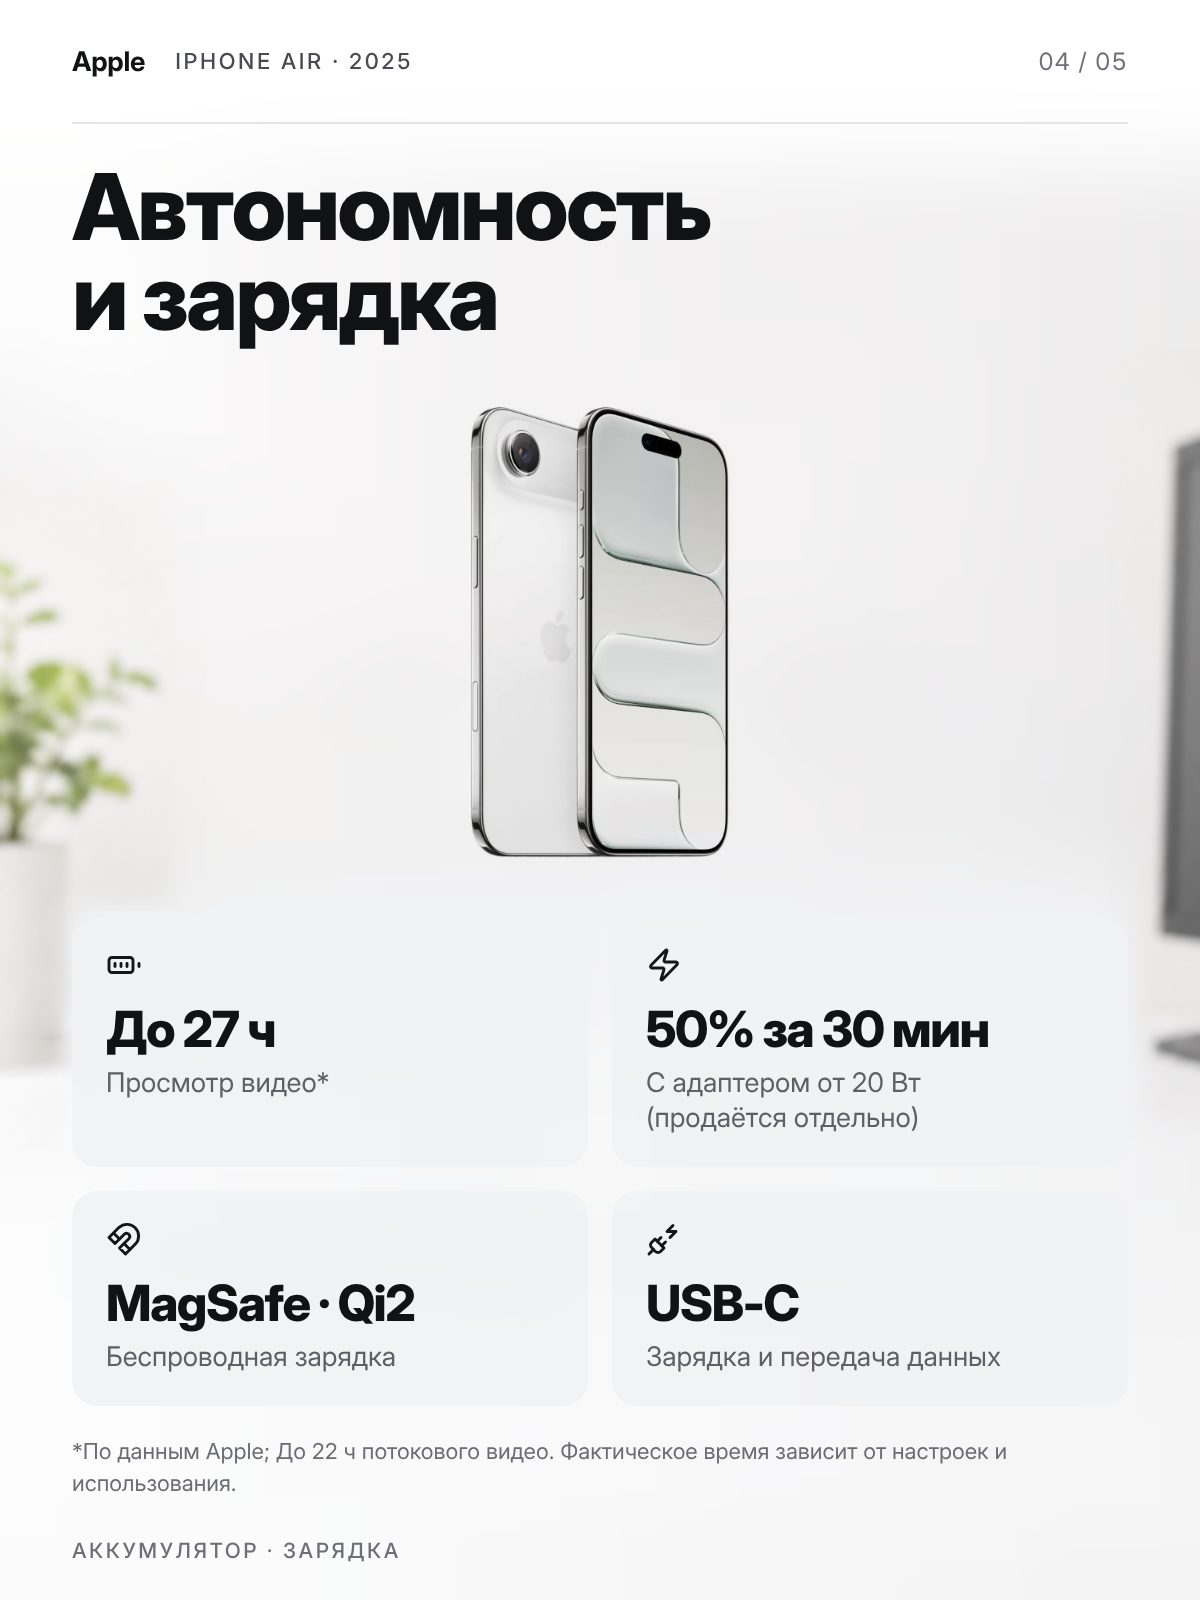 Apple IPHONE AIR · 2025 04 / 05
Автономность
и зарядка
До 27 ч
Просмотр видео*
50% за 30 мин
С адаптером от 20 Вт
(продаётся отдельно)
MagSafe · Qi2
Беспроводная зарядка
USB-C
Зарядка и передача данных
*По данным Apple; До 22 ч потокового видео. Фактическое время зависит от настроек и
использования.
АККУМУЛЯТОР · ЗАРЯДКА